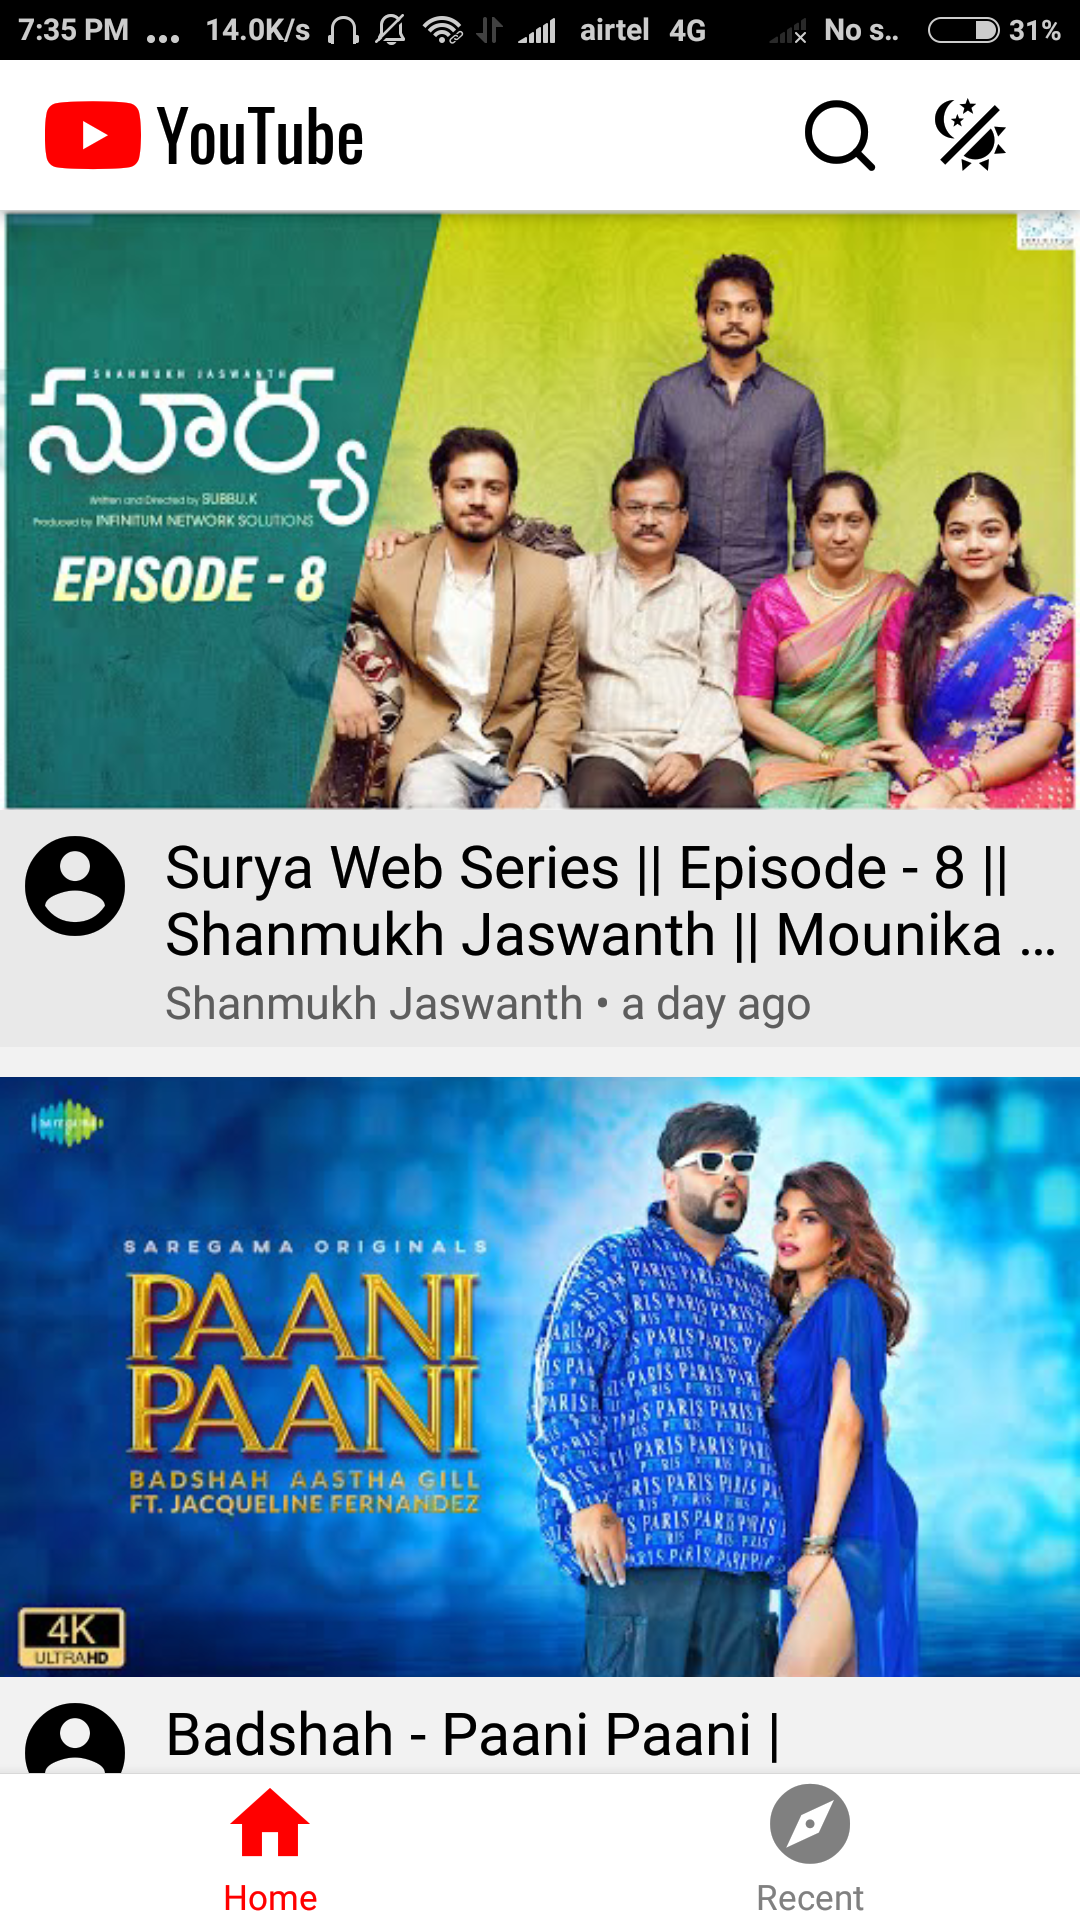 7:35 PM ... 14.0K/s airtel 4G No s.. 31%
YouTube
SHANMUKH JASWANTH
సూర్య
Written and Directed by SUBBU.K
Produced by INFINITUM NETWORK SOLUTIONS
EPISODE - 8
Surya Web Series || Episode - 8 ||
Shanmukh Jaswanth || Mounika ...
Shanmukh Jaswanth • a day ago
SAREGAMA ORIGINALS
PAANI
PAANI
BADSHAH AASTHA GILL
FT. JACQUELINE FERNANDEZ
4K
ULTRAHD
Badshah - Paani Paani |
Home
Recent